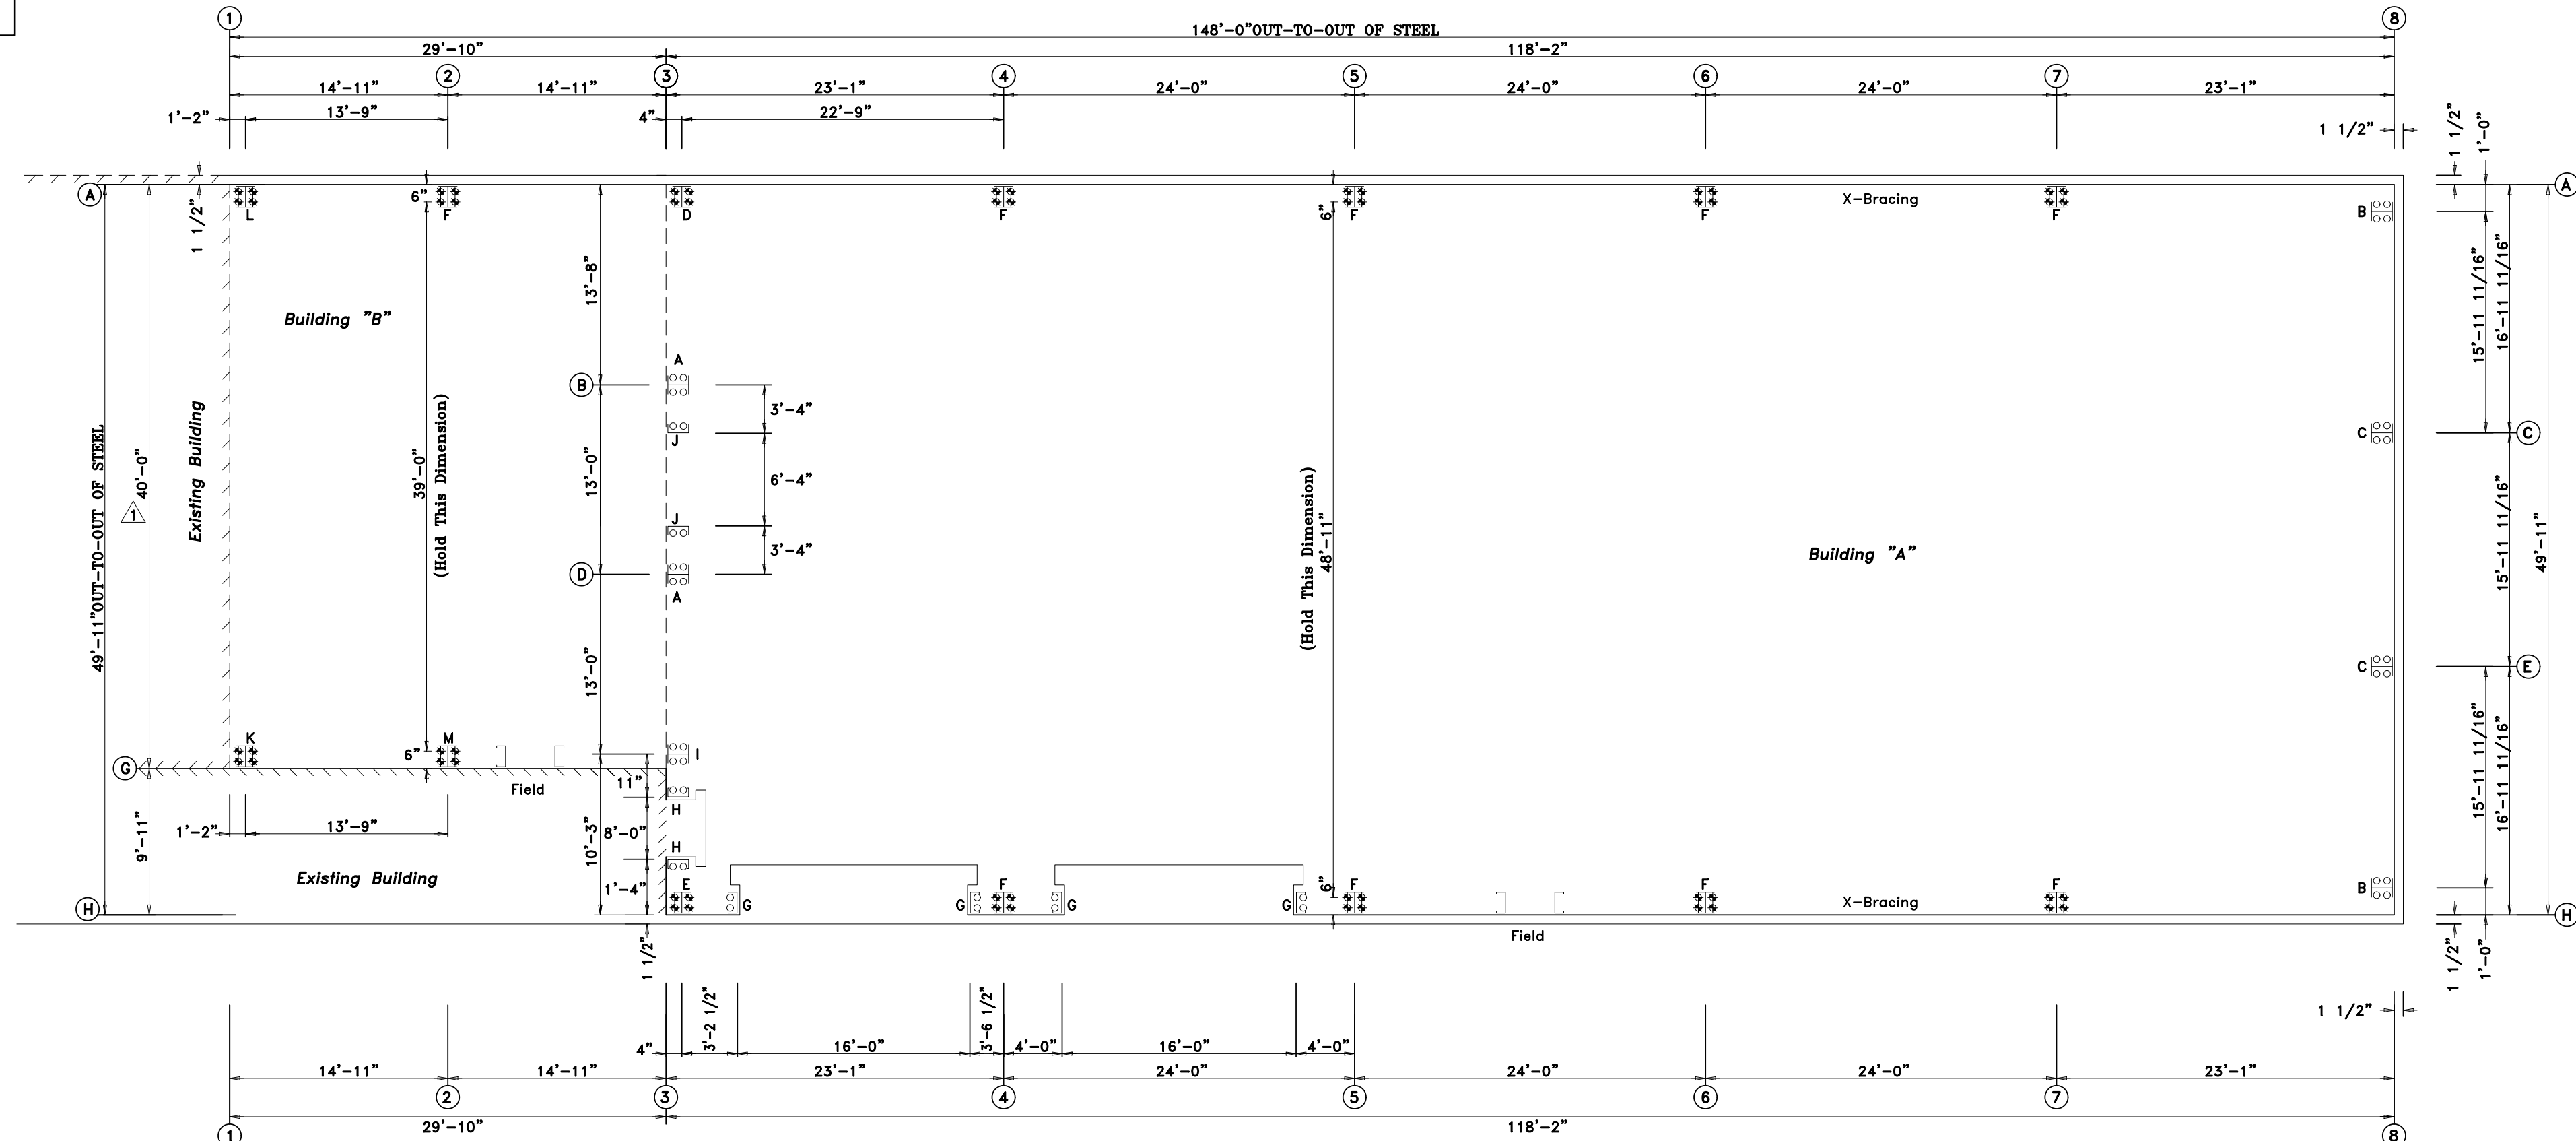 1 8
148'-0"OUT-TO-OUT OF STEEL
29'-10" 118'-2"
2 3 4 5 6 7
14'-11" 14'-11" 23'-1" 24'-0" 24'-0" 24'-0" 23'-1"
1'-2" 13'-9" 4" 22'-9" 1 1/2" 1 1/2" 1'-0"
A A
1 1/2" 6" 6"
L F D F F F X-Bracing F B
Building "B"
13'-8"
15'-11 11/16" 16'-11 11/16"
A
B 3'-4"
J
C C
49'-11"OUT-TO-OUT OF STEEL
40'-0"
1
Existing Building
39'-0"
(Hold This Dimension)
13'-0"
6'-4"
J
3'-4"
D
A
(Hold This Dimension)
48'-11"
Building "A"
15'-11 11/16"
49'-11"
C E
13'-0"
K 6" M I
G
Field
11"
H
1'-2" 13'-9"
9'-11"
10'-3"
8'-0"
H
Existing Building
1'-4"
15'-11 11/16" 16'-11 11/16"
H E G G F G G 6" F F X-Bracing F B H
1 1/2"
Field
1 1/2" 1'-0"
4" 3'-2 1/2" 16'-0" 3'-6 1/2" 4'-0" 16'-0" 4'-0" 1 1/2"
14'-11" 14'-11" 23'-1" 24'-0" 24'-0" 24'-0" 23'-1"
2 3 4 5 6 7
29'-10" 118'-2"
1 8